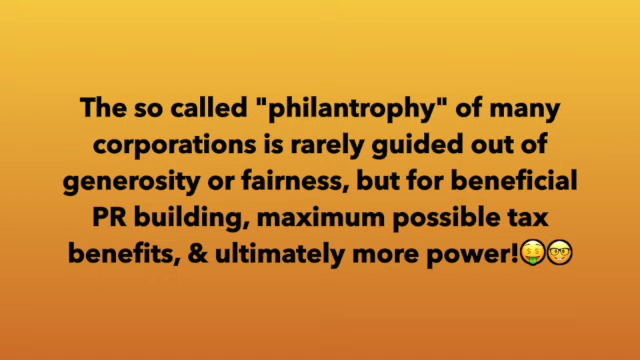 The so called "philantrophy" of many
corporations is rarely guided out of
generosity or fairness, but for beneficial
PR building, maximum possible tax
benefits, & ultimately more power!🤑🤓